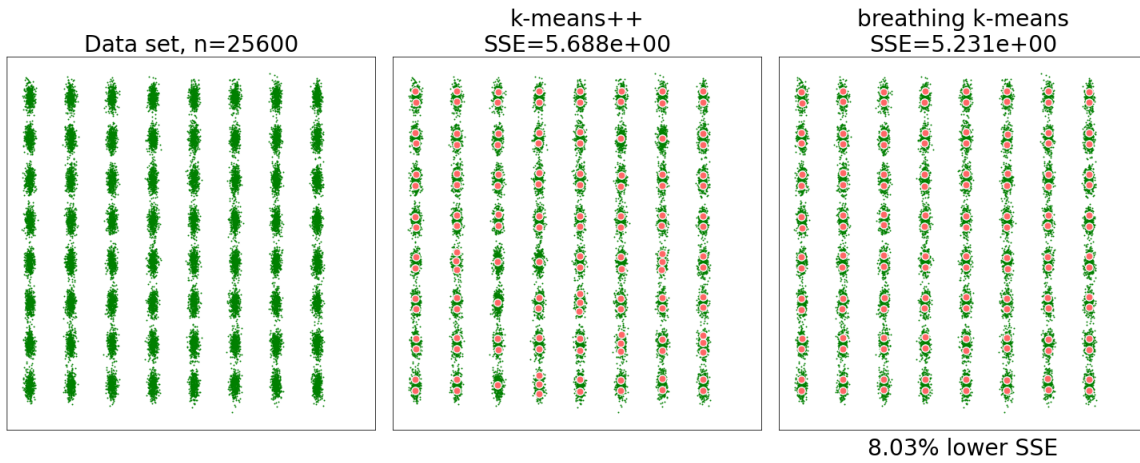 Data set, n=25600
k-means++
SSE=5.688e+00
breathing k-means
SSE=5.231e+00
8.03% lower SSE